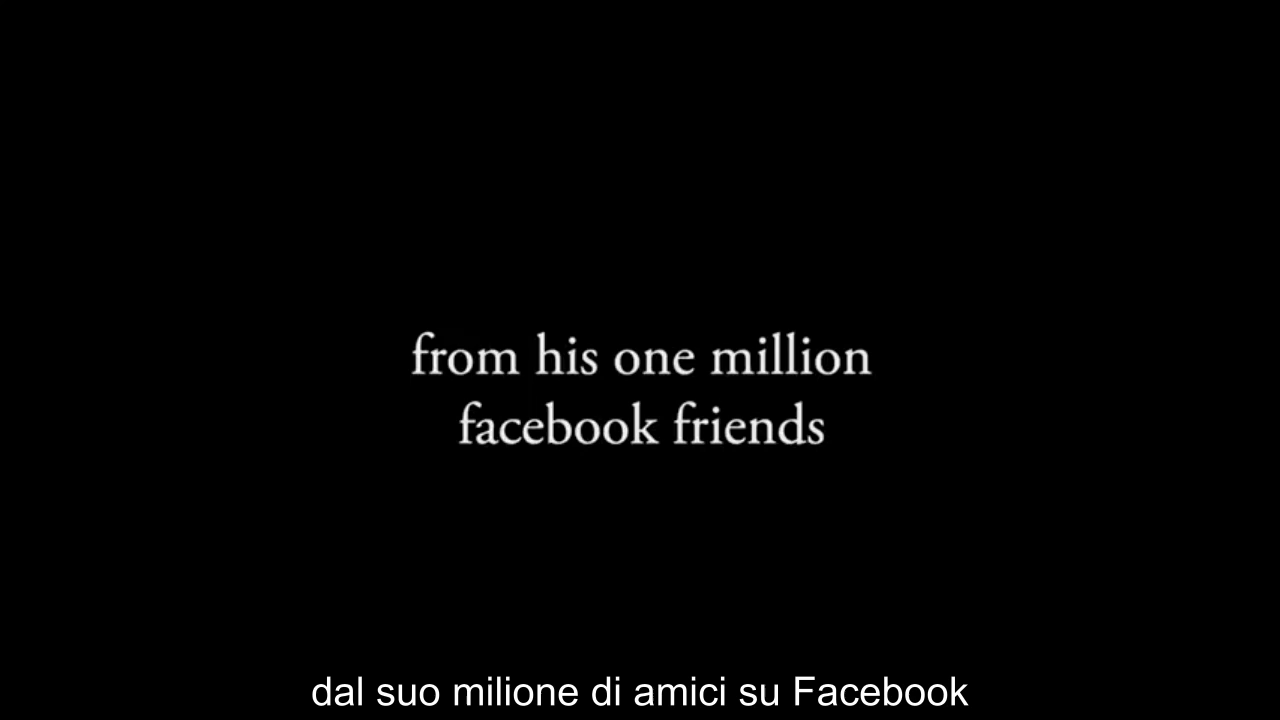 from his one million
facebook friends
dal suo milione di amici su Facebook